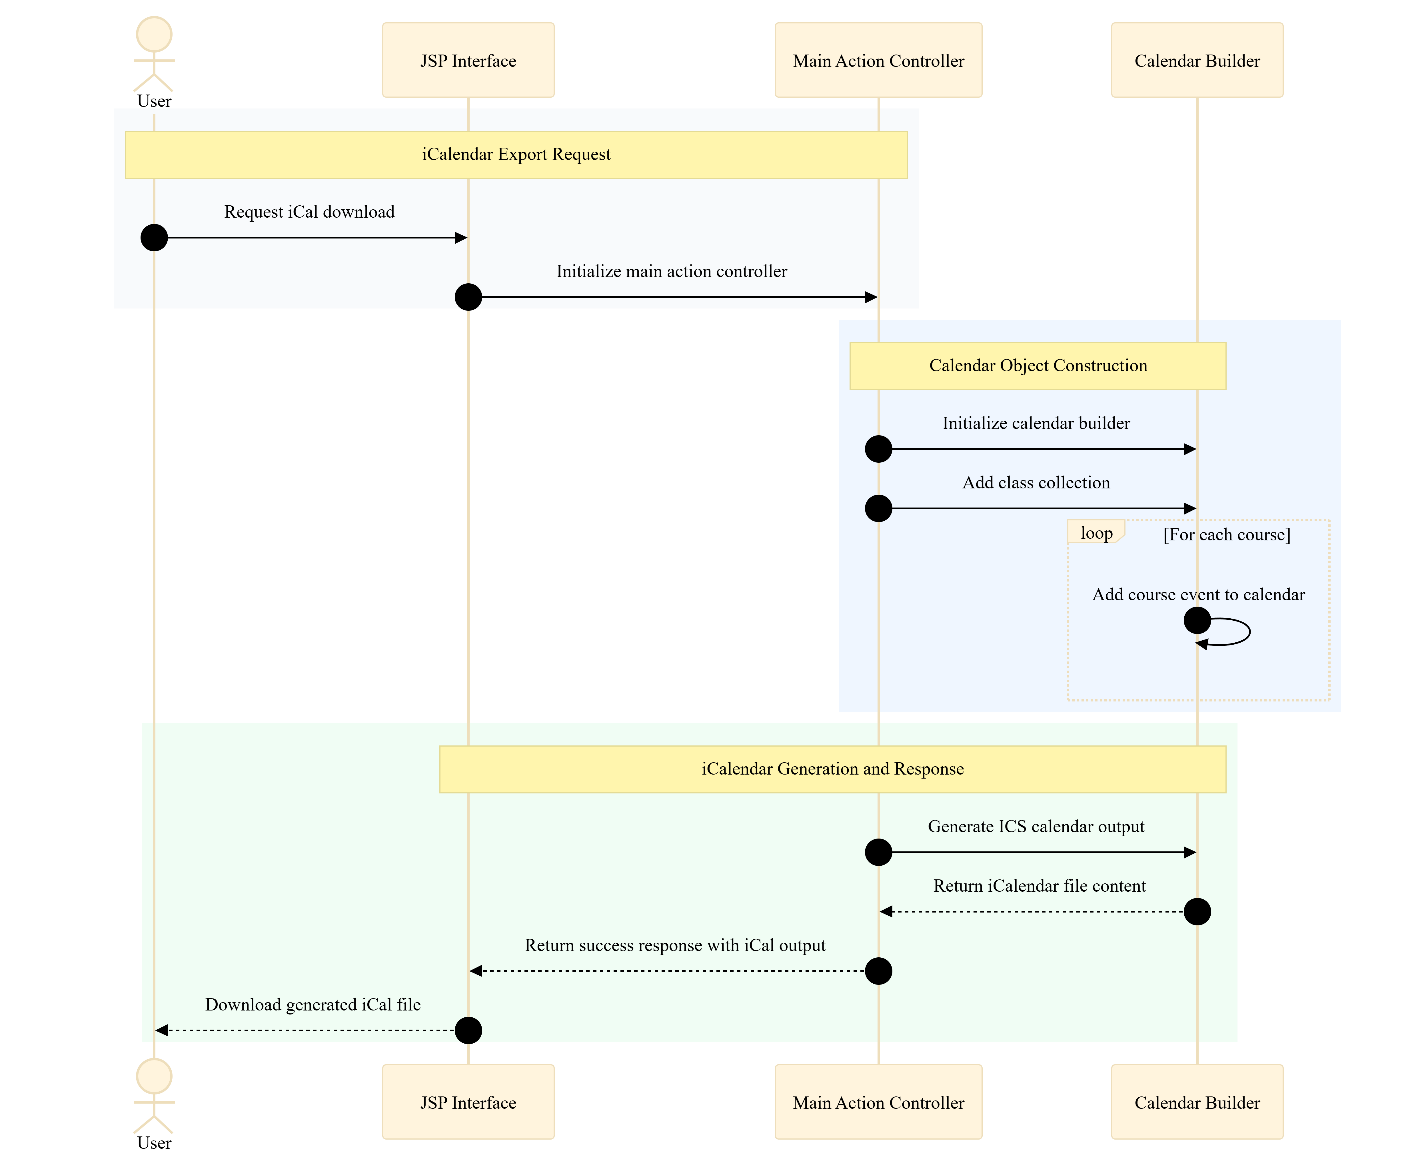 User
JSP Interface
Main Action Controller
Calendar Builder
iCalendar Export Request
Request iCal download
Initialize main action controller
Calendar Object Construction
Initialize calendar builder
Add class collection
loop
[For each course]
Add course event to calendar
iCalendar Generation and Response
Generate ICS calendar output
Return iCalendar file content
Return success response with iCal output
Download generated iCal file
User
JSP Interface
Main Action Controller
Calendar Builder